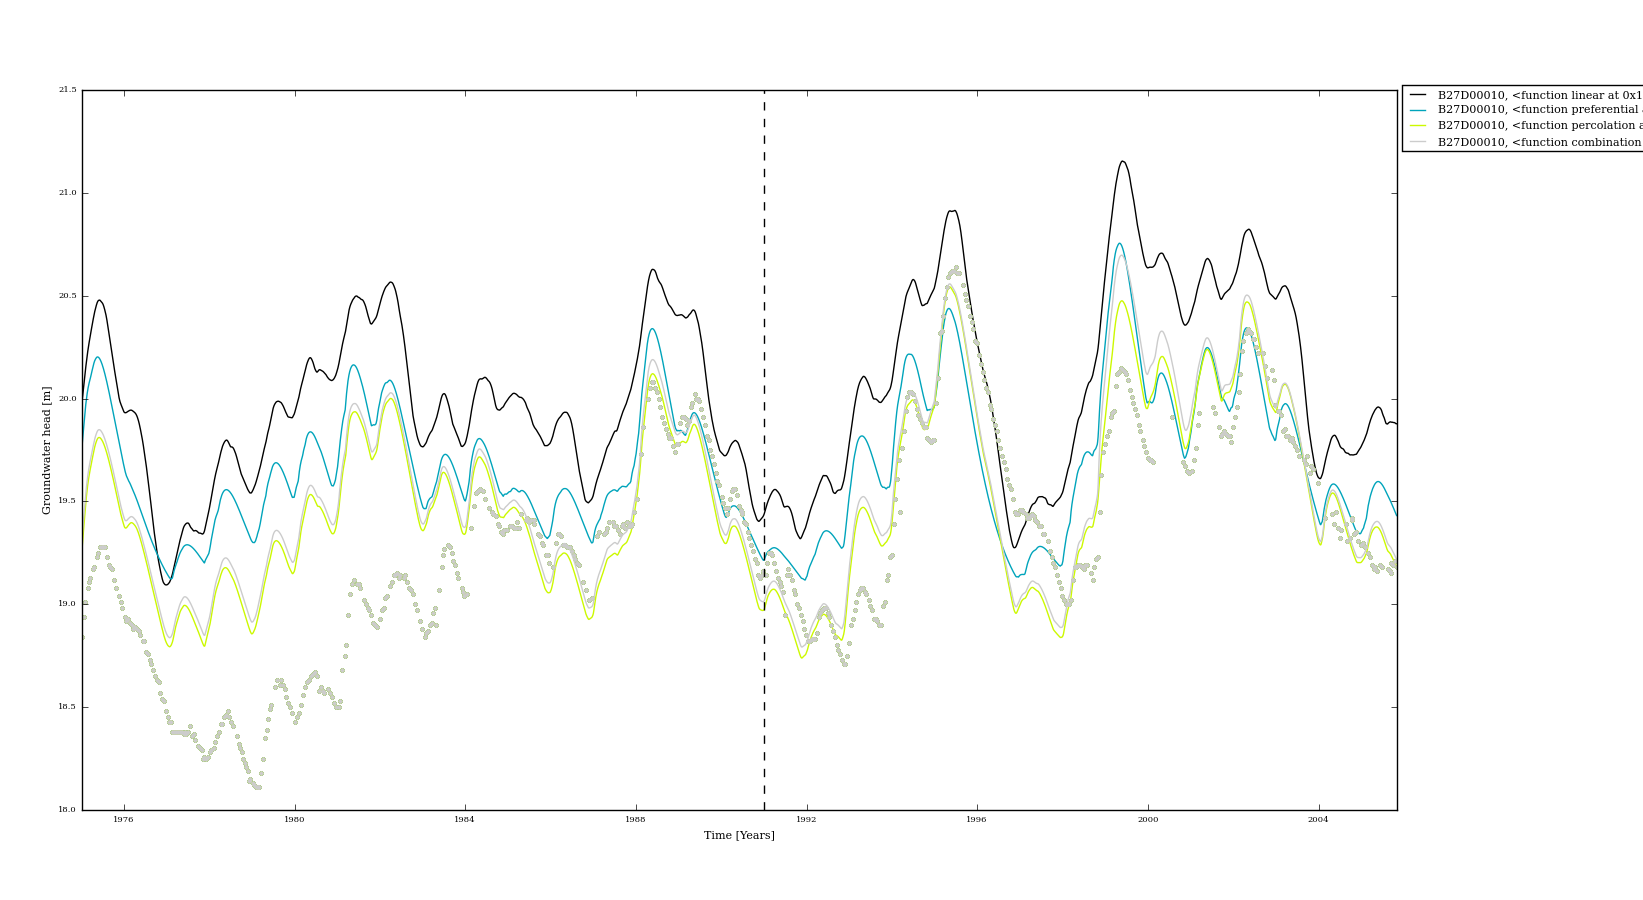 21.5
21.0
20.5
20.0
19.5
19.0
18.5
18.0
Groundwater head [m]
1976 1980 1984 1988 1992 1996 2000 2004
Time [Years]
B27D00010, <function linear at 0x1
B27D00010, <function preferential
B27D00010, <function percolation a
B27D00010, <function combination